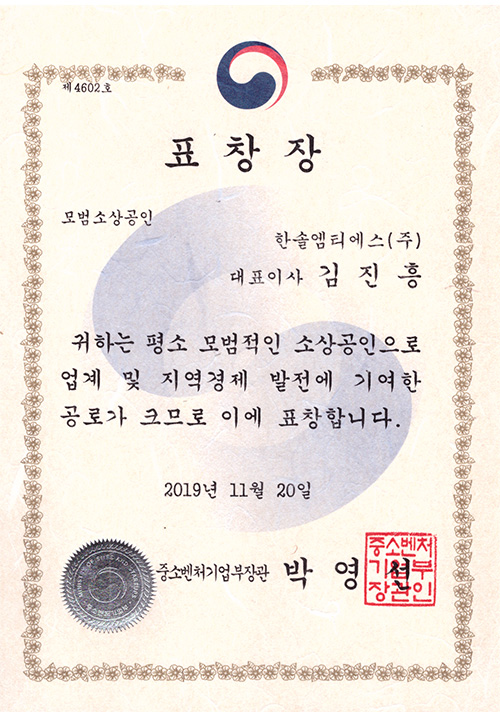 제4602호
표창장
모범소상공인
한솔엠티에스(주)
대표이사 김진흥
귀하는 평소 모범적인 소상공인으로
업계 및 지역경제 발전에 기여한
공로가 크므로 이에 표창합니다.
2019년 11월 20일
중소벤처기업부장관 박영선
중소벤처
기업부
장관인